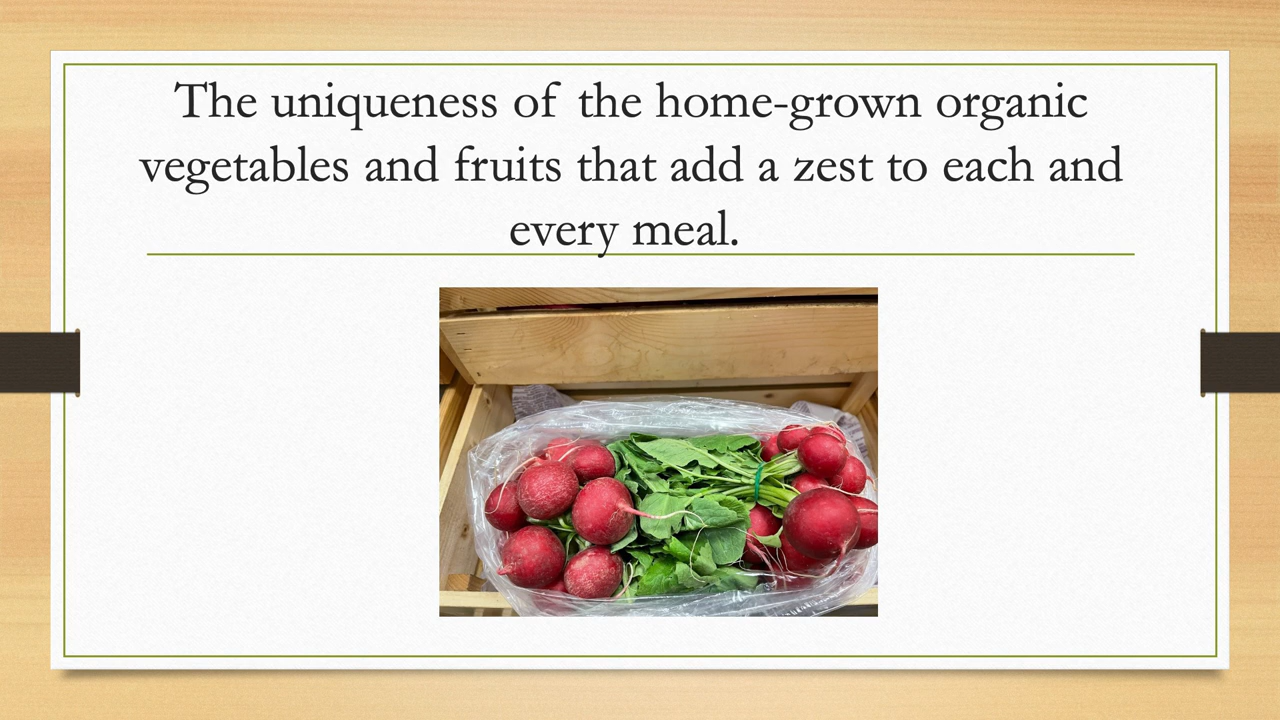 The uniqueness of the home-grown organic
vegetables and fruits that add a zest to each and
every meal.